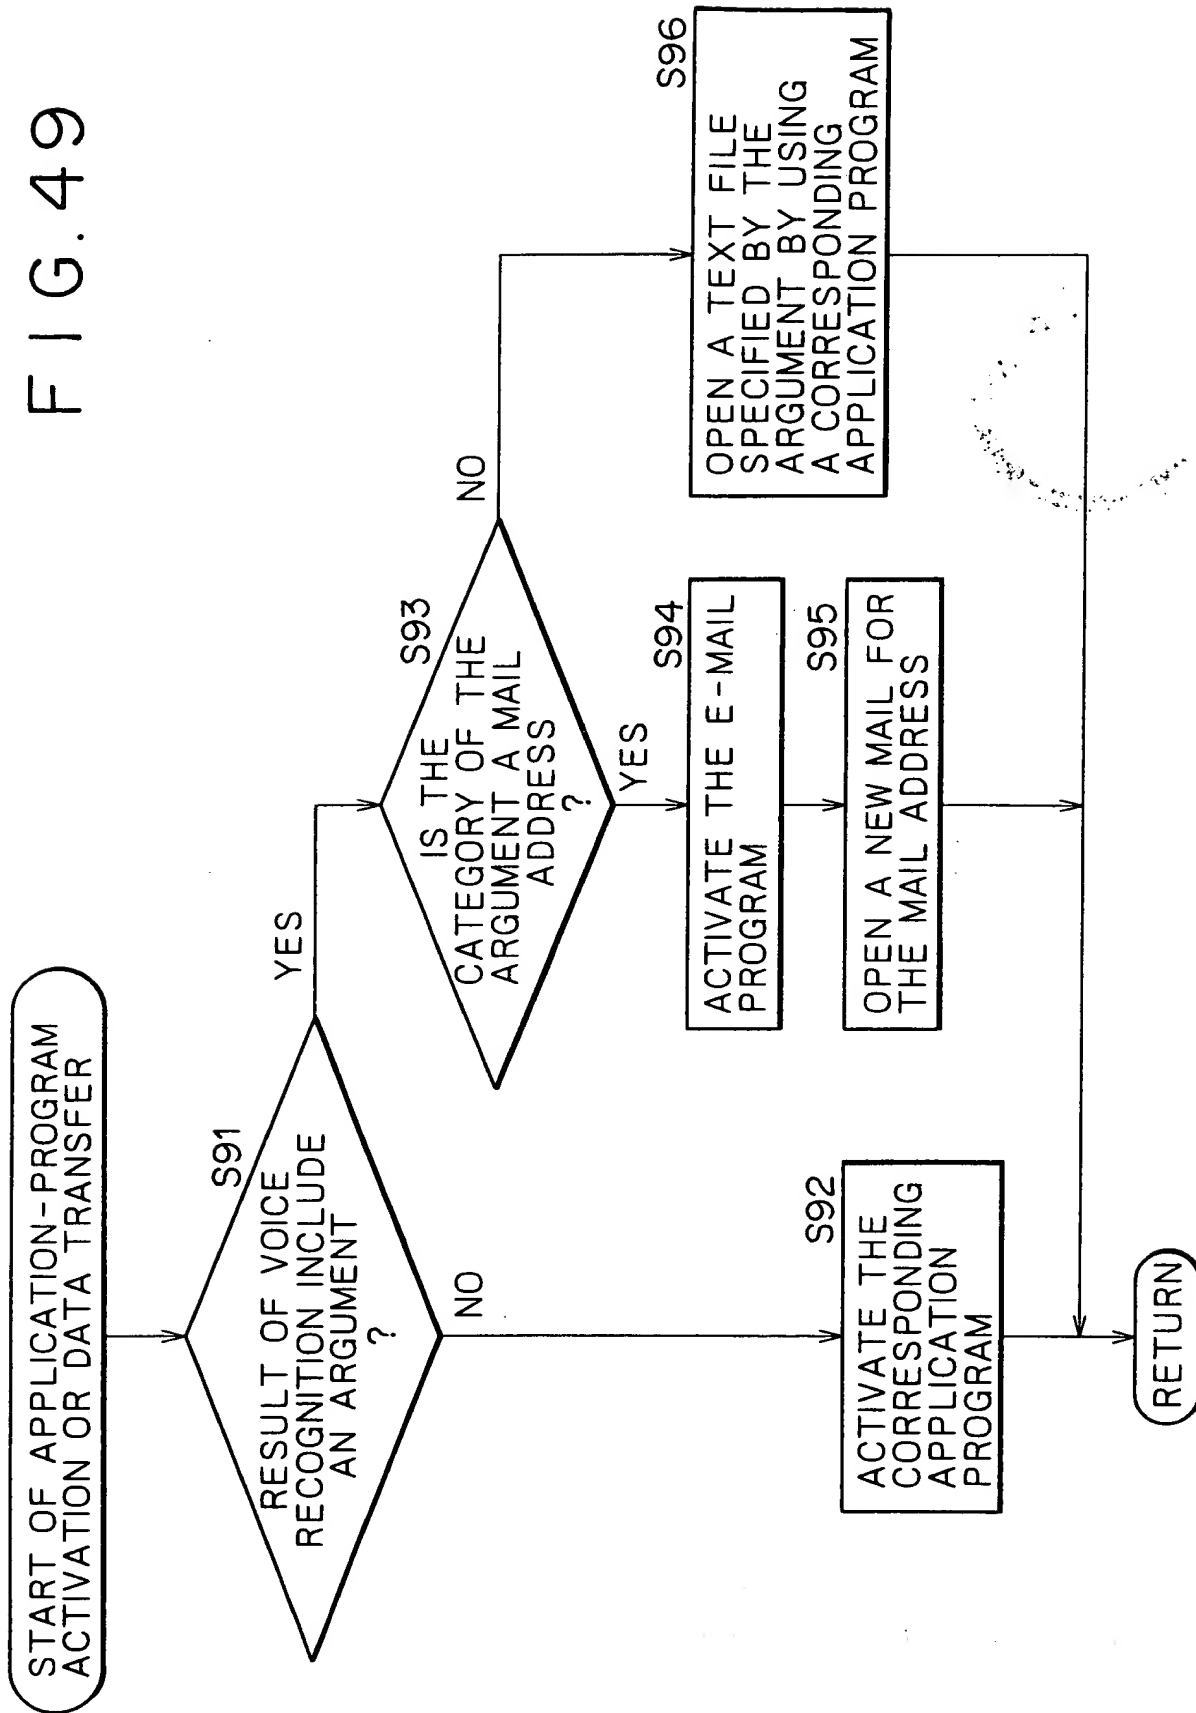 FIG.49
START OF APPLICATION-PROGRAM
ACTIVATION OR DATA TRANSFER
S91
RESULT OF VOICE
RECOGNITION INCLUDE
AN ARGUMENT
?
YES
NO
S93
IS THE
CATEGORY OF THE
ARGUMENT A MAIL
ADDRESS
?
NO
YES
S94
ACTIVATE THE E-MAIL
PROGRAM
S95
OPEN A NEW MAIL FOR
THE MAIL ADDRESS
S96
OPEN A TEXT FILE
SPECIFIED BY THE
ARGUMENT BY USING
A CORRESPONDING
APPLICATION PROGRAM
S92
ACTIVATE THE
CORRESPONDING
APPLICATION
PROGRAM
RETURN